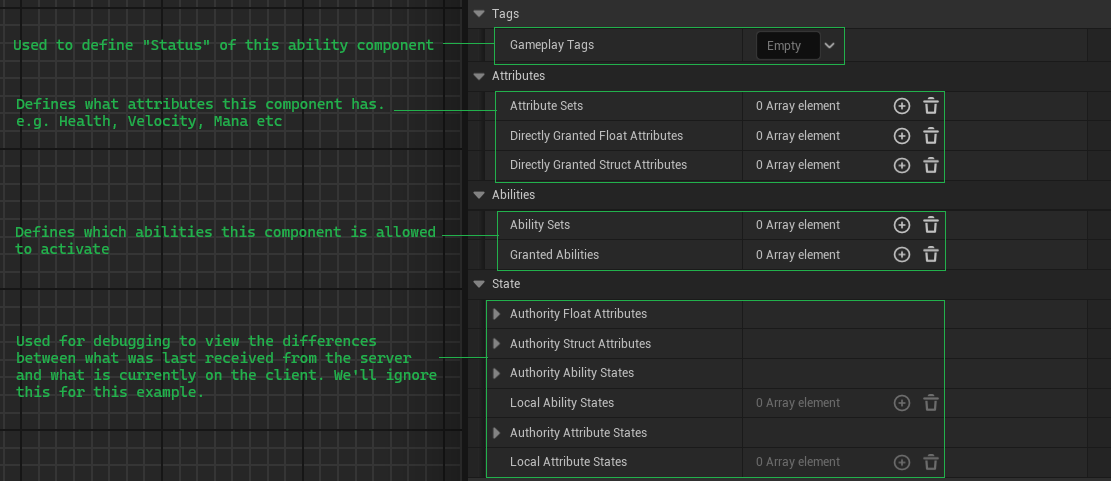 Tags
Used to define "Status" of this ability component
Gameplay Tags
Empty
Attributes
Defines what attributes this component has.
e.g. Health, Velocity, Mana etc
Attribute Sets
0 Array element
Directly Granted Float Attributes
0 Array element
Directly Granted Struct Attributes
0 Array element
Abilities
Defines which abilities this component is allowed
to activate
Ability Sets
0 Array element
Granted Abilities
0 Array element
State
Used for debugging to view the differences
between what was last received from the server
and what is currently on the client. We'll ignore
this for this example.
Authority Float Attributes
Authority Struct Attributes
Authority Ability States
Local Ability States
0 Array element
Authority Attribute States
Local Attribute States
0 Array element